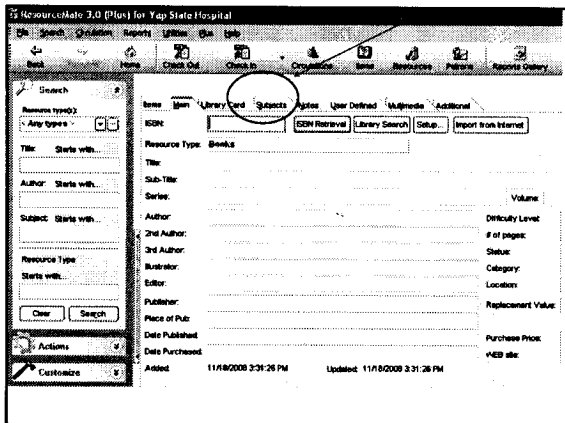 ResourceMate 3.0 (Plus) for Yap State Hospital
File Search Circulation Reports Utilities Plus Help
Back Home Check Out Check In Circulations Items Resources Patrons Reports Gallery
Search
Resource type(s):
< Any types >
Title: Starts with...
Author: Starts with...
Subject: Starts with...
Resource Type
Starts with...
Clear Search
Actions
Customize
Items Main Library Card Subjects Notes User Defined Multimedia Additional
ISBN: ISBN Retrieval Library Search Setup... Import from Internet
Resource Type: Books
Title:
Sub-Title:
Series: Volume:
Author: Difficulty Level:
2nd Author: # of pages:
3rd Author: Status:
Illustrator: Category:
Editor: Location:
Publisher: Replacement Value:
Place of Pub:
Date Published: Purchase Price:
Date Purchased: WEB site:
Added: 11/18/2008 3:31:26 PM Updated: 11/18/2008 3:31:26 PM